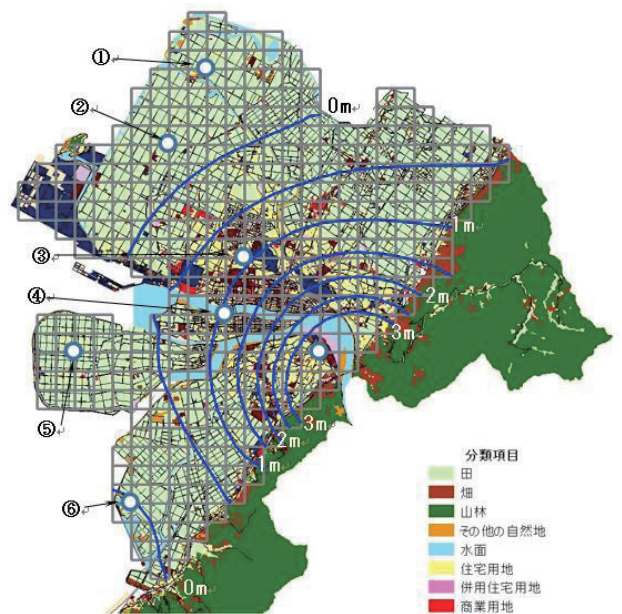 ①
②
0m
1m
③
④
2m
3m
⑤
3m
2m
1m
⑥
0m
分類項目
田
畑
山林
その他の自然地
水面
住宅用地
併用住宅用地
商業用地